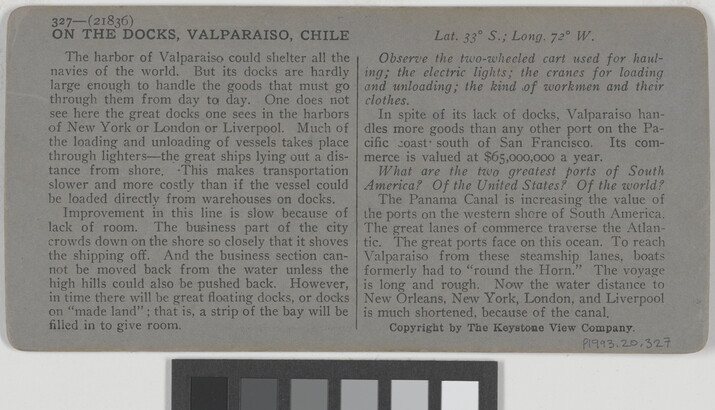 327—(21836)
ON THE DOCKS, VALPARAISO, CHILE
The harbor of Valparaiso could shelter all the
navies of the world. But its docks are hardly
large enough to handle the goods that must go
through them from day to day. One does not
see here the great docks one sees in the harbors
of New York or London or Liverpool. Much of
the loading and unloading of vessels takes place
through lighters—the great ships lying out a dis-
tance from shore. This makes transportation
slower and more costly than if the vessel could
be loaded directly from warehouses on docks.
Improvement in this line is slow because of
lack of room. The business part of the city
crowds down on the shore so closely that it shoves
the shipping off. And the business section can-
not be moved back from the water unless the
high hills could also be pushed back. However,
in time there will be great floating docks, or docks
on "made land"; that is, a strip of the bay will be
filled in to give room.
Lat. 33° S.; Long. 72° W.
Observe the two-wheeled cart used for haul-
ing; the electric lights; the cranes for loading
and unloading; the kind of workmen and their
clothes.
In spite of its lack of docks, Valparaiso han-
dles more goods than any other port on the Pa-
cific coast south of San Francisco. Its com-
merce is valued at $65,000,000 a year.
What are the two greatest ports of South
America? Of the United States? Of the world?
The Panama Canal is increasing the value of
the ports on the western shore of South America.
The great lanes of commerce traverse the Atlan-
tic. The great ports face on this ocean. To reach
Valparaiso from these steamship lanes, boats
formerly had to "round the Horn." The voyage
is long and rough. Now the water distance to
New Orleans, New York, London, and Liverpool
is much shortened, because of the canal.
Copyright by The Keystone View Company.
P1993.20.327